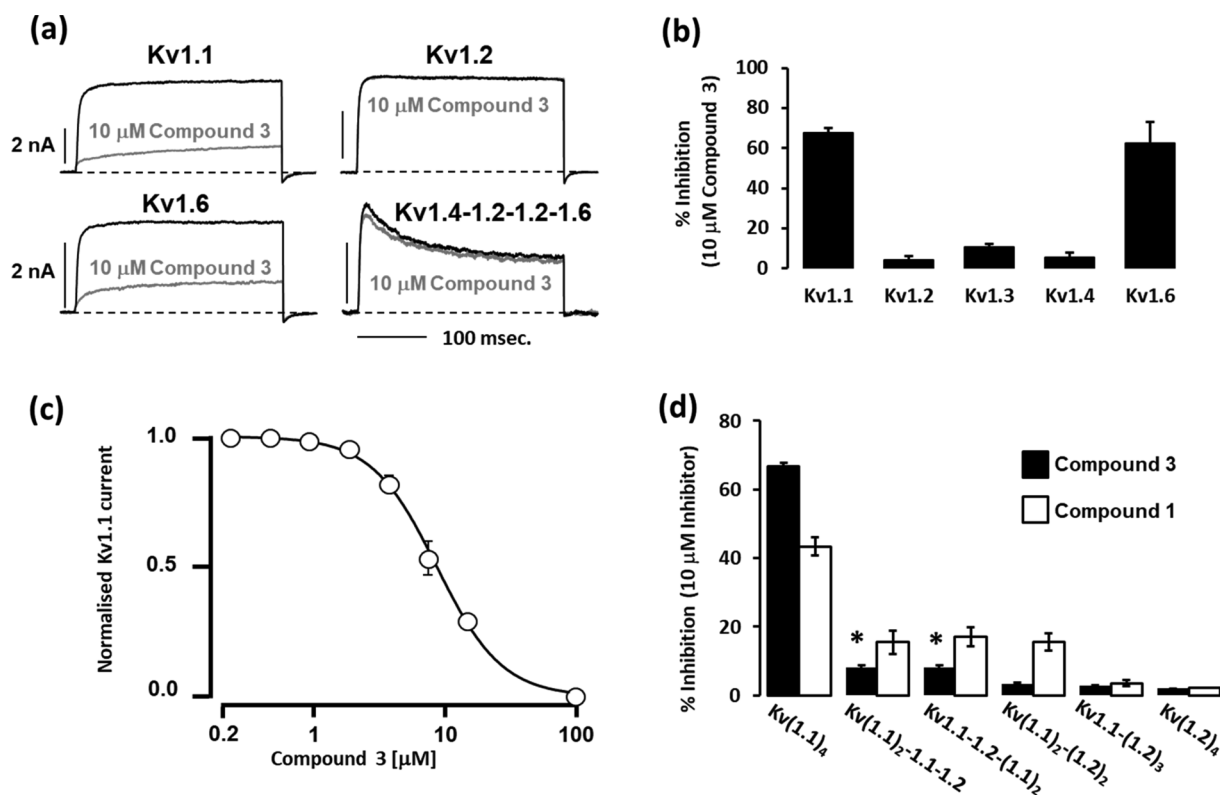 (a)
Kv1.1
Kv1.2
10 μM Compound 3
10 μM Compound 3
2 nA
Kv1.6
Kv1.4-1.2-1.2-1.6
10 μM Compound 3
2 nA
10 μM Compound 3
100 msec.
(b)
% Inhibition
(10 μM Compound 3)
100
80
60
40
20
0
Kv1.1
Kv1.2
Kv1.3
Kv1.4
Kv1.6
(c)
Normalised Kv1.1 current
1.0
0.5
0.0
0.2
1
10
100
Compound 3 [μM]
(d)
% Inhibition (10 μM Inhibitor)
80
60
40
20
0
Compound 3
Compound 1
*
*
Kv(1.1)4
Kv(1.1)2-1.1-1.2
Kv1.1-1.2-(1.1)2
Kv(1.1)2-(1.2)2
Kv1.1-(1.2)3
Kv(1.2)4